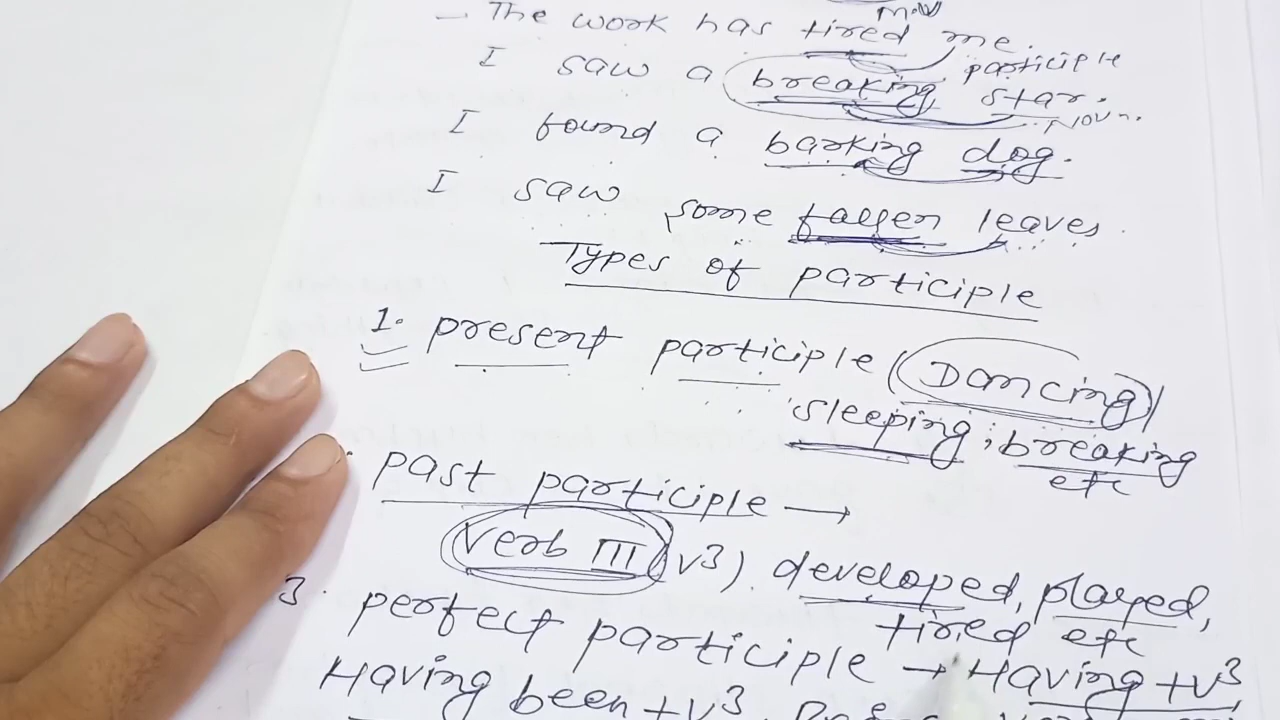 M.V
– The work has tired me.
participle
I saw a breaking star.
Noun.
I found a barking dog.
I saw some fallen leaves.
Types of participle
1. present participle (Dancing)
sleeping, breaking
etc
past participle →
Verb III (v3). developed, played,
tired etc
3. perfect participle → Having +v3
Having been +v3.